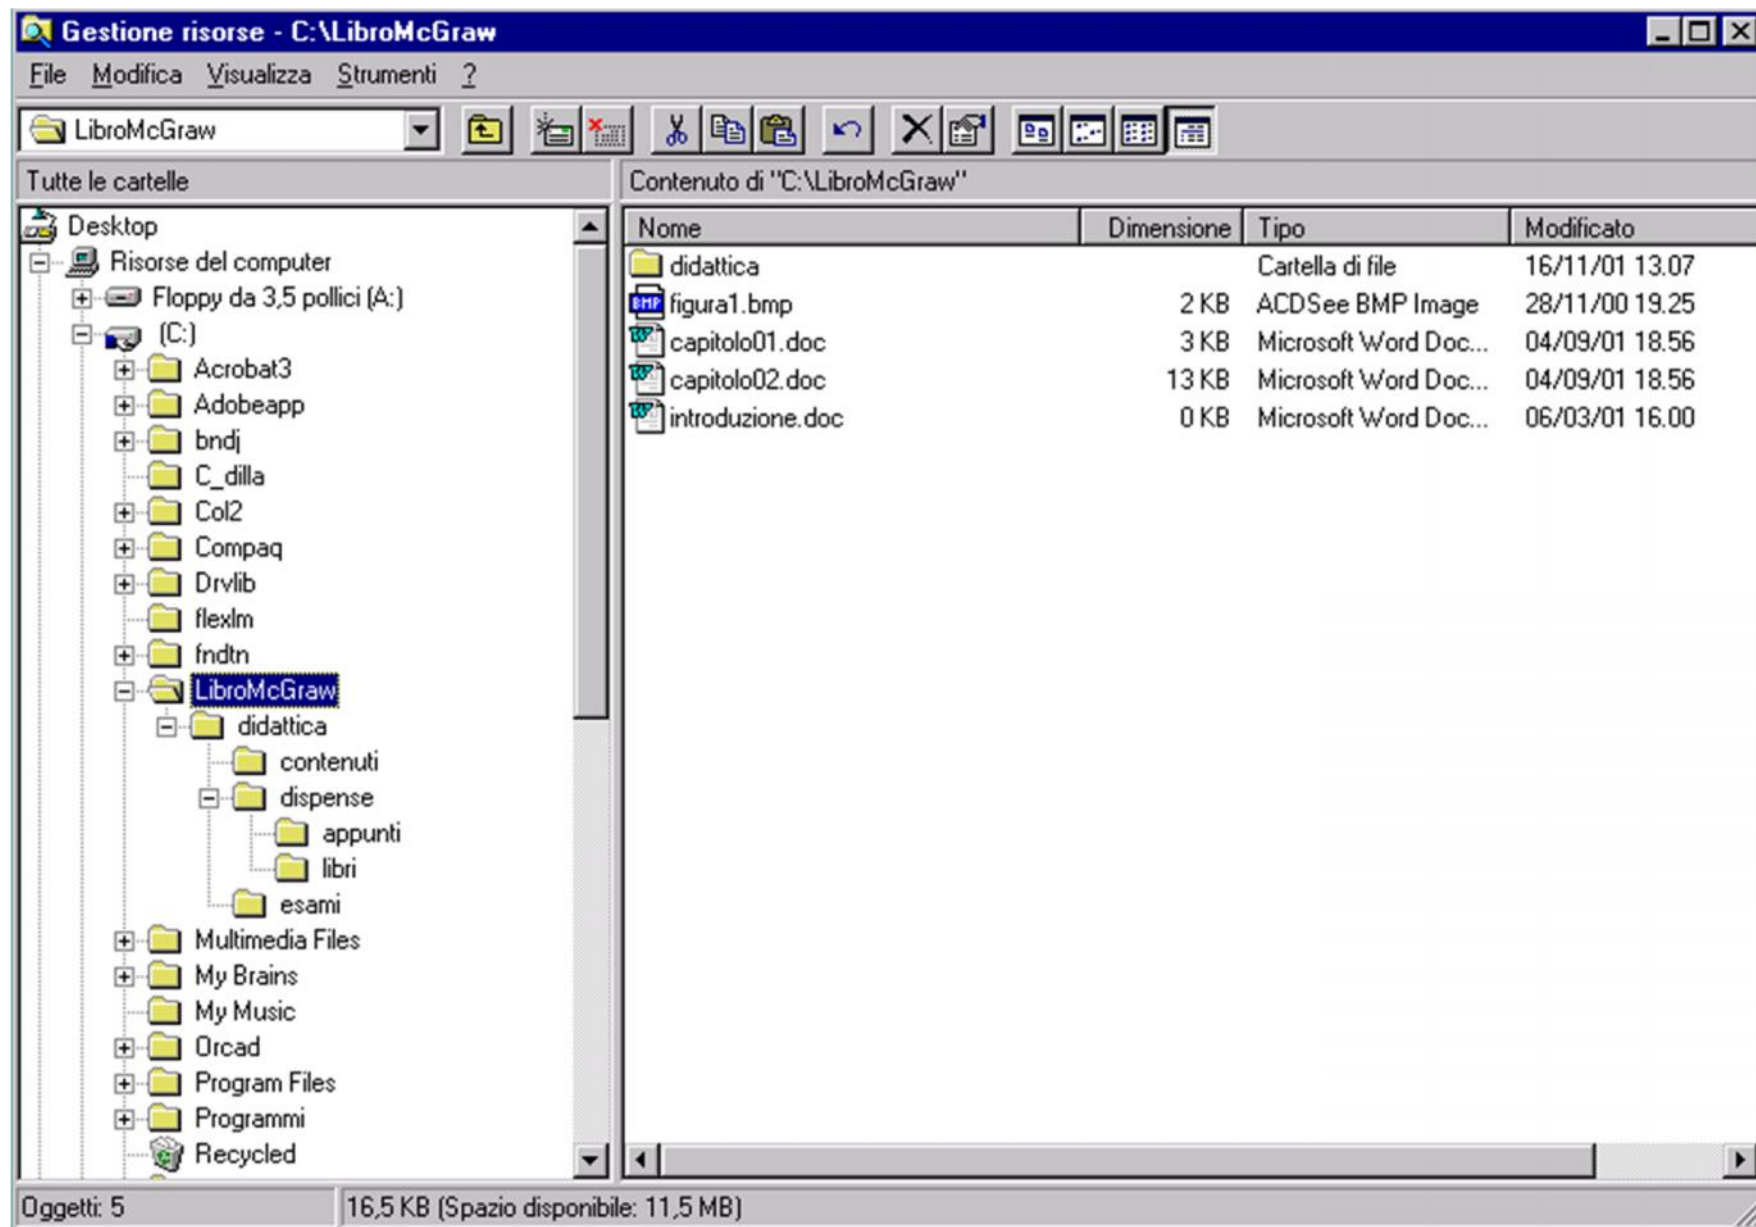 Gestione risorse - C:\LibroMcGraw
File Modifica Visualizza Strumenti ?
LibroMcGraw
Tutte le cartelle
Contenuto di "C:\LibroMcGraw"
Desktop
Risorse del computer
Floppy da 3,5 pollici (A:)
(C:)
Acrobat3
Adobeapp
bndj
C_dilla
Col2
Compaq
Drvlib
flexlm
fndtn
LibroMcGraw
didattica
contenuti
dispense
appunti
libri
esami
Multimedia Files
My Brains
My Music
Orcad
Program Files
Programmi
Recycled
Nome Dimensione Tipo Modificato
didattica Cartella di file 16/11/01 13.07
BMP figura1.bmp 2 KB ACDSee BMP Image 28/11/00 19.25
capitolo01.doc 3 KB Microsoft Word Doc... 04/09/01 18.56
capitolo02.doc 13 KB Microsoft Word Doc... 04/09/01 18.56
introduzione.doc 0 KB Microsoft Word Doc... 06/03/01 16.00
Oggetti: 5 16,5 KB (Spazio disponibile: 11,5 MB)